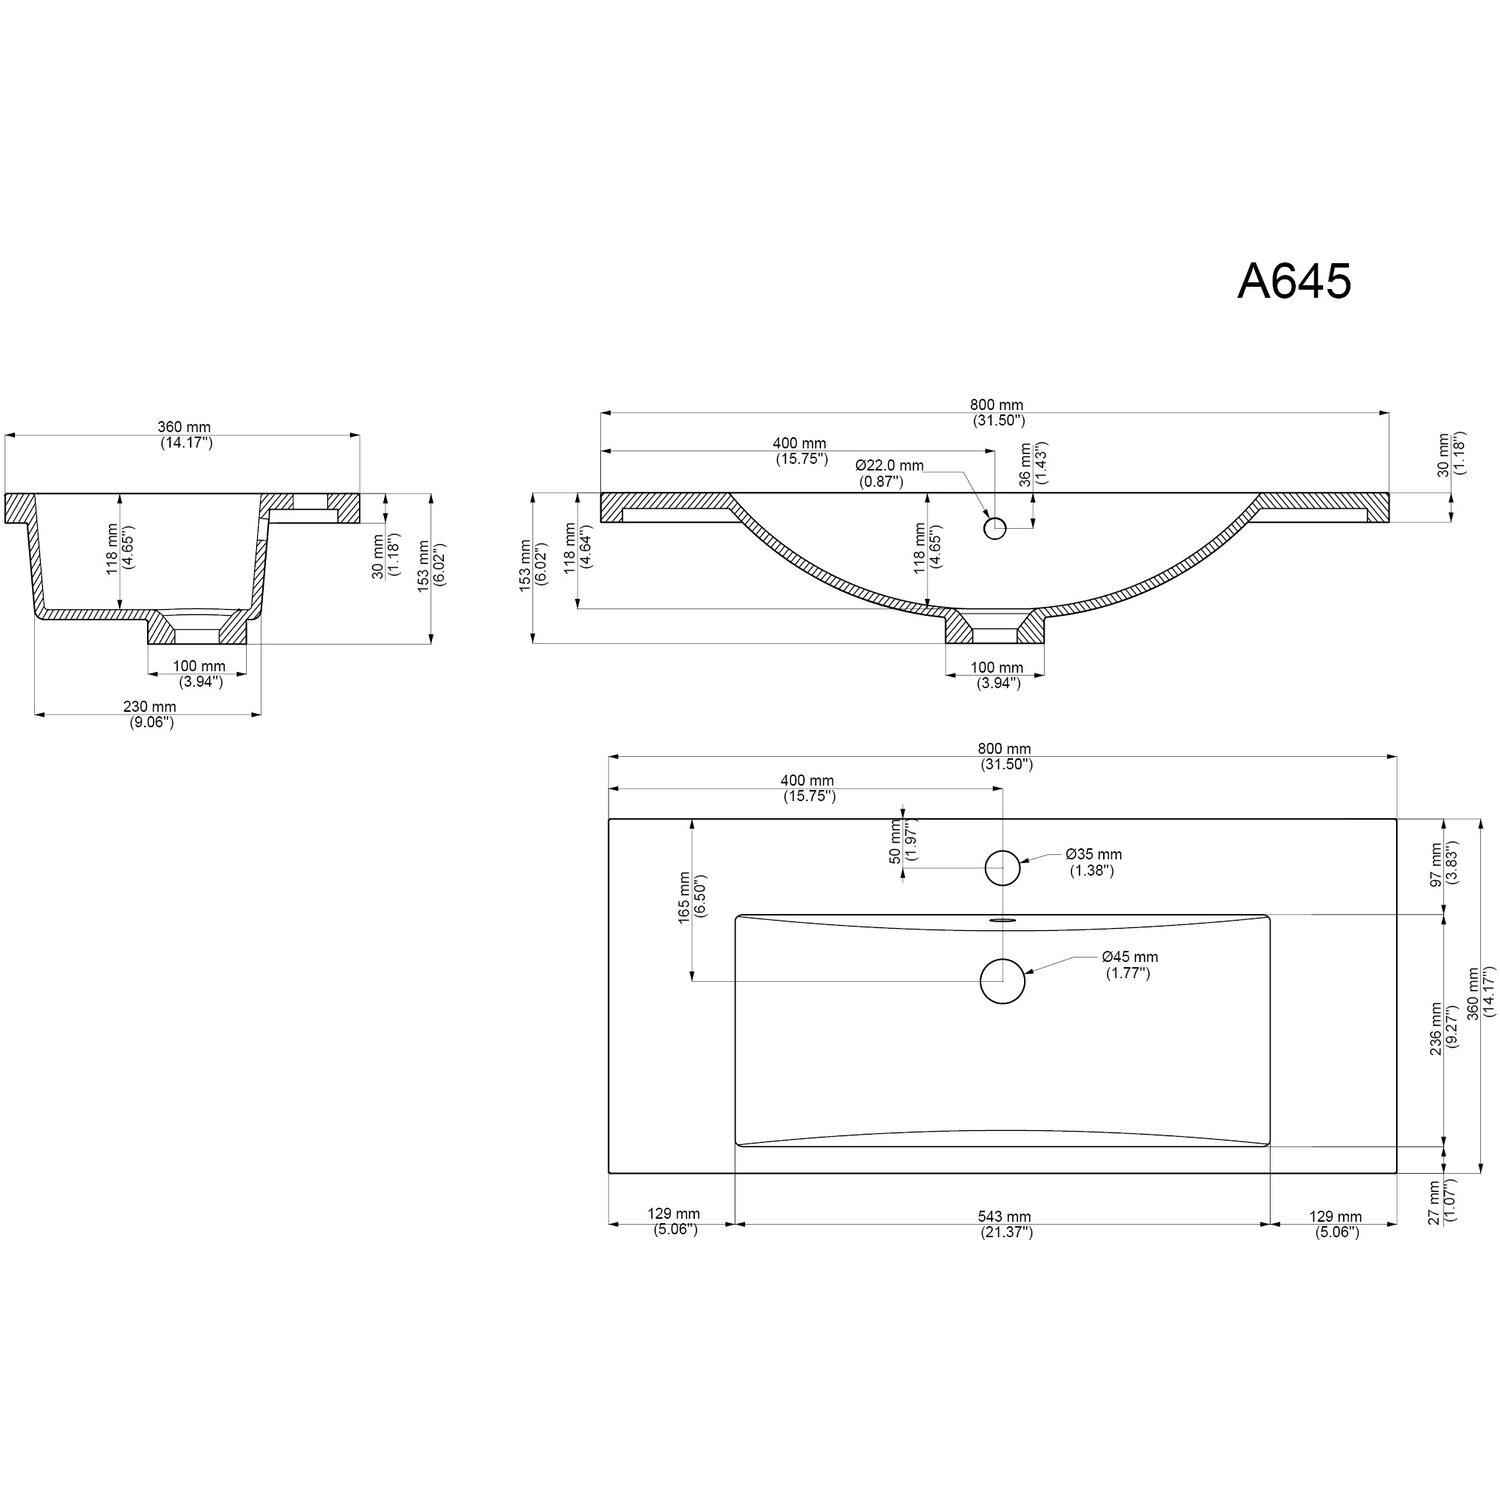 A645
360 mm
(14.17")
118 mm
(4.65")
30 mm
(1.18")
153 mm
(6.02")
100 mm
(3.94")
230 mm
(9.06")
800 mm
(31.50")
400 mm
(15.75")
Ø22.0 mm
(0.87")
36 mm
(1.43")
30 mm
(1.18")
153 mm
(6.02")
118 mm
(4.64")
118 mm
(4.65")
100 mm
(3.94")
800 mm
(31.50")
400 mm
(15.75")
50 mm
(1.97")
Ø35 mm
(1.38")
97 mm
(3.83")
165 mm
(6.50")
Ø45 mm
(1.77")
236 mm
(9.27")
360 mm
(14.17")
27 mm
(1.07")
129 mm
(5.06")
543 mm
(21.37")
129 mm
(5.06")